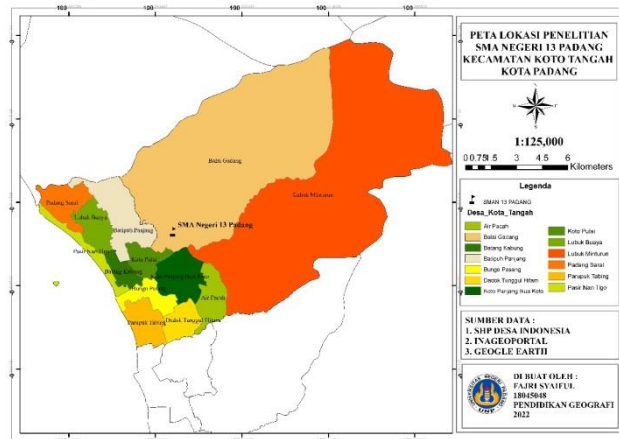 PETA LOKASI PENELITIAN
SMA NEGERI 13 PADANG
KECAMATAN KOTO TANGAH
KOTA PADANG
1:125,000
0 0.75 1.5 3 4.5 6
Kilometers
Legenda
SMAN 13 PADANG
Desa_Kota_Tangah
Air Pacah
Balai Gadang
Batang Kabung
Batipuh Panjang
Bungo Pasang
Dadok Tunggul Hitam
Koto Panjang Ikua Koto
Koto Pulai
Lubuk Buaya
Lubuk Minturun
Padang Sarai
Parupuk Tabing
Pasir Nan Tigo
SUMBER DATA :
1. SHP DESA INDONESIA
2. INAGEOPORTAL
3. GEOGLE EARTH
DI BUAT OLEH :
FAJRI SYAIFUL
18045048
PENDIDIKAN GEOGRAFI
2022
UNP
Balai Gadang
Lubuk Minturun
Padang Sarai
Lubuk Buaya
Batipuh Panjang
SMA Negeri 13 Padang
Koto Pulai
Batang Kabung
Air Pacah
Parupuk Tabing
Dadok Tunggul Hitam